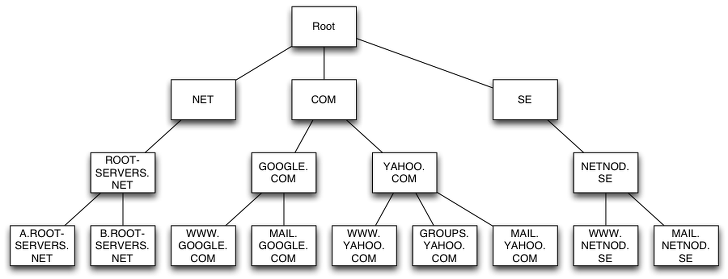 Root
NET
COM
SE
ROOT-
SERVERS.
NET
GOOGLE.
COM
YAHOO.
COM
NETNOD.
SE
A.ROOT-
SERVERS.
NET
B.ROOT-
SERVERS.
NET
WWW.
GOOGLE.
COM
MAIL.
GOOGLE.
COM
WWW.
YAHOO.
COM
GROUPS.
YAHOO.
COM
MAIL.
YAHOO.
COM
WWW.
NETNOD.
SE
MAIL.
NETNOD.
SE